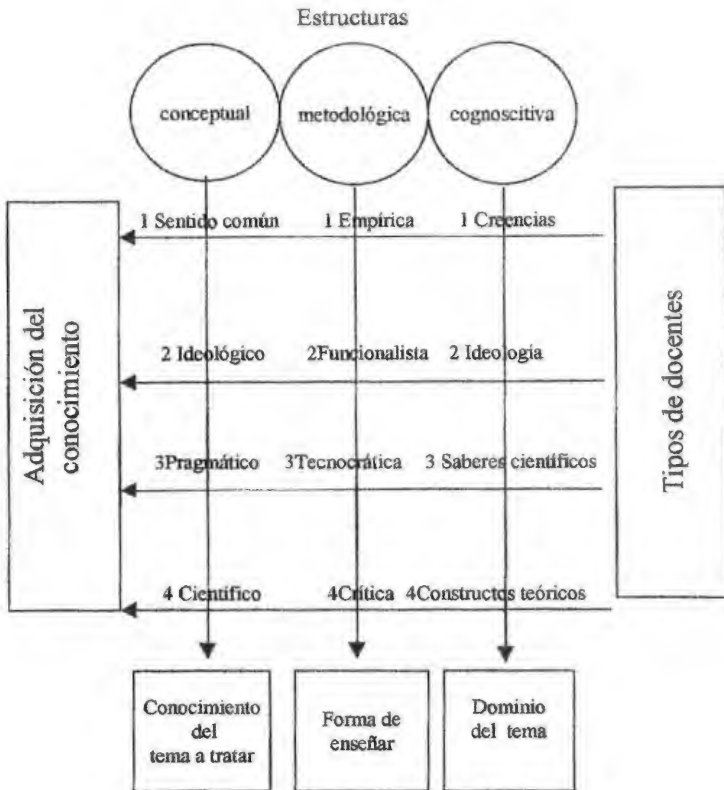 Estructuras
conceptual metodológica cognoscitiva
1 Sentido común 1 Empírica 1 Creencias
Adquisición del
conocimiento
2 Ideológico 2Funcionalista 2 Ideología
Tipos de docentes
3Pragmático 3Tecnocrática 3 Saberes científicos
4 Científico 4Crítica 4Constructos teóricos
Conocimiento
del
tema a tratar
Forma de
enseñar
Dominio
del tema